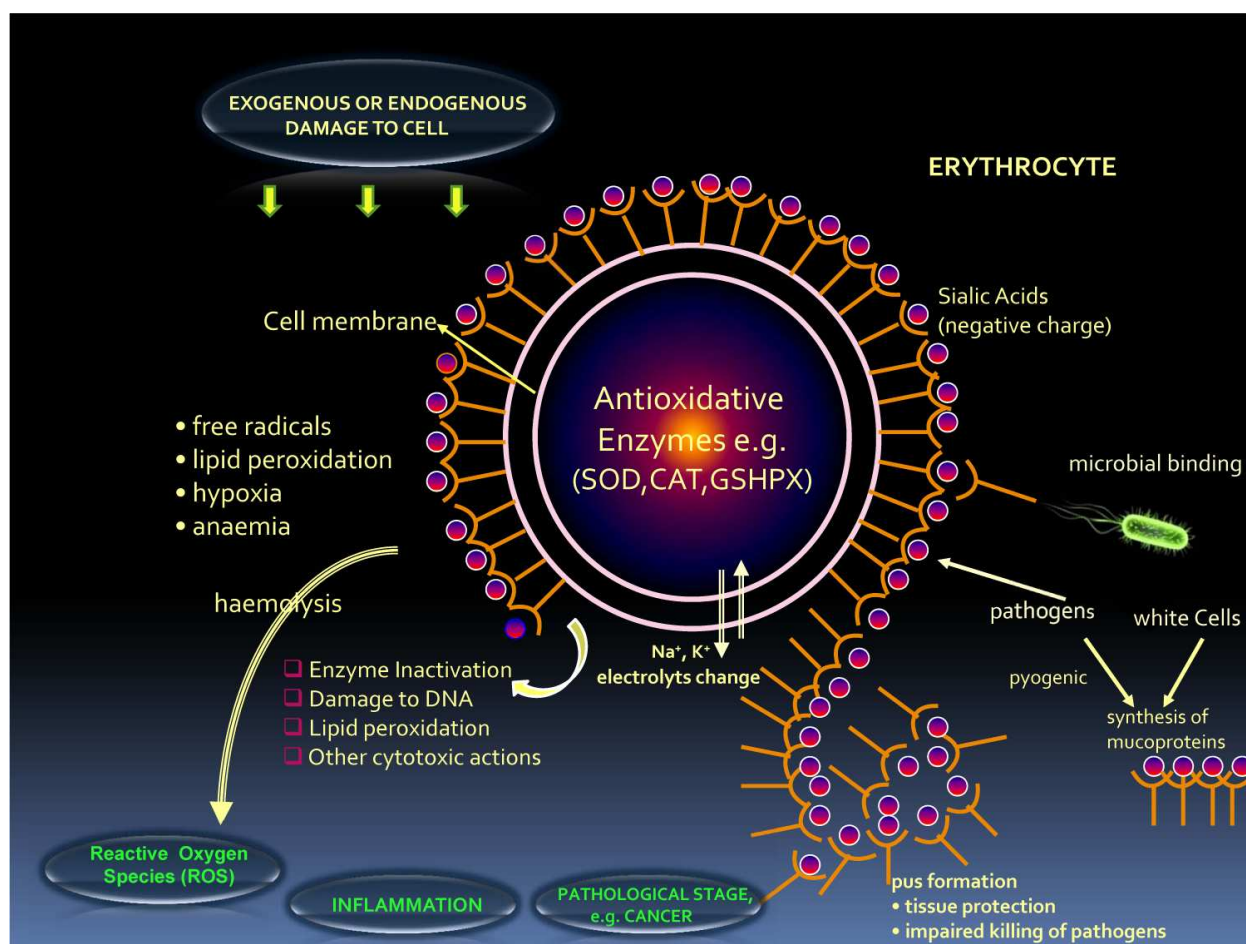 EXOGENOUS OR ENDOGENOUS
DAMAGE TO CELL
ERYTHROCYTE
Sialic Acids
(negative charge)
Cell membrane
Antioxidative
Enzymes e.g.
(SOD,CAT,GSHPX)
• free radicals
• lipid peroxidation
• hypoxia
• anaemia
microbial binding
haemolysis
pathogens
white Cells
Na⁺, K⁺
electrolyts change
❑ Enzyme Inactivation
❑ Damage to DNA
❑ Lipid peroxidation
❑ Other cytotoxic actions
pyogenic
synthesis of
mucoproteins
Reactive Oxygen
Species (ROS)
INFLAMMATION
PATHOLOGICAL STAGE,
e.g. CANCER
pus formation
• tissue protection
• impaired killing of pathogens